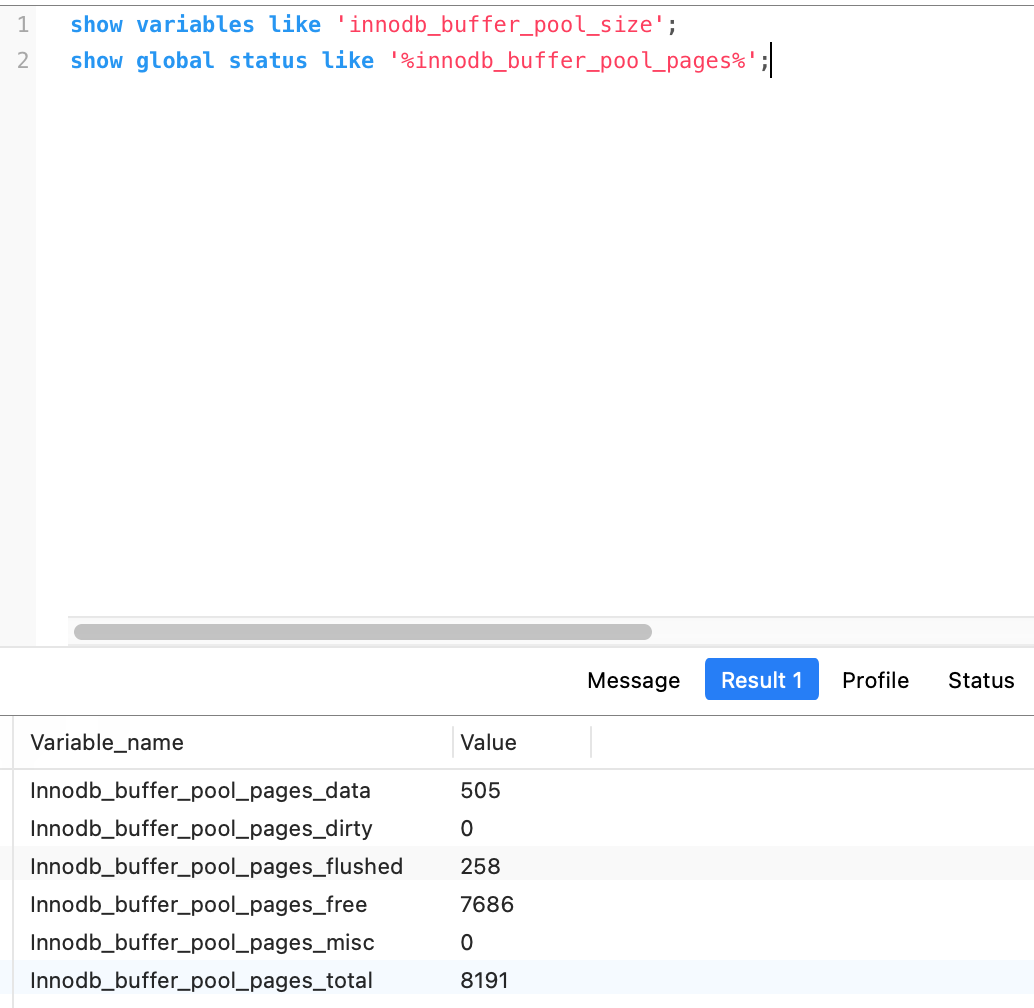 1 show variables like 'innodb_buffer_pool_size';
2 show global status like '%innodb_buffer_pool_pages%';
Message Result 1 Profile Status
Variable_name Value
Innodb_buffer_pool_pages_data 505
Innodb_buffer_pool_pages_dirty 0
Innodb_buffer_pool_pages_flushed 258
Innodb_buffer_pool_pages_free 7686
Innodb_buffer_pool_pages_misc 0
Innodb_buffer_pool_pages_total 8191